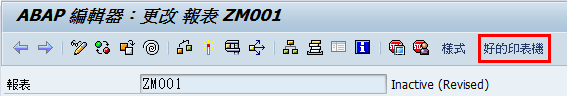 ABAP 編輯器：更改 報表 ZM001
樣式 好的印表機
報表 ZM001 Inactive (Revised)